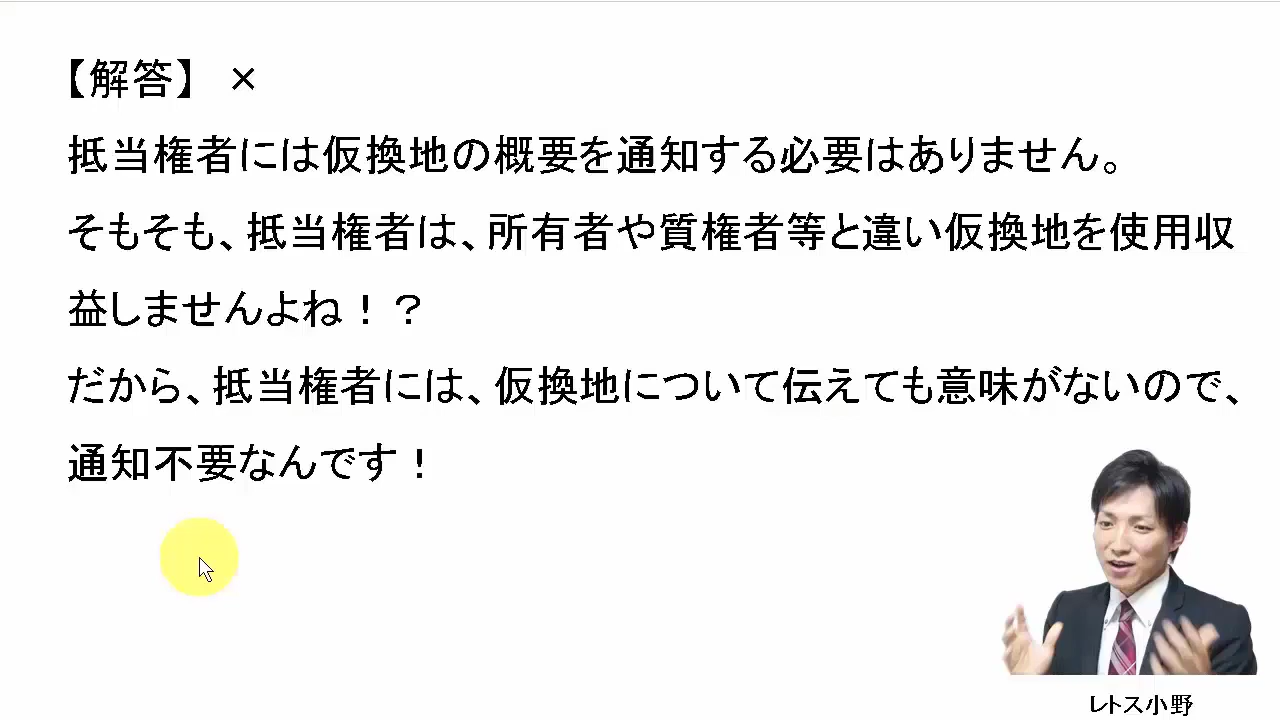 【解答】　×
抵当権者には仮換地の概要を通知する必要はありません。
そもそも、抵当権者は、所有者や質権者等と違い仮換地を使用収
益しませんよね！？
だから、抵当権者には、仮換地について伝えても意味がないので、
通知不要なんです！
レトス小野